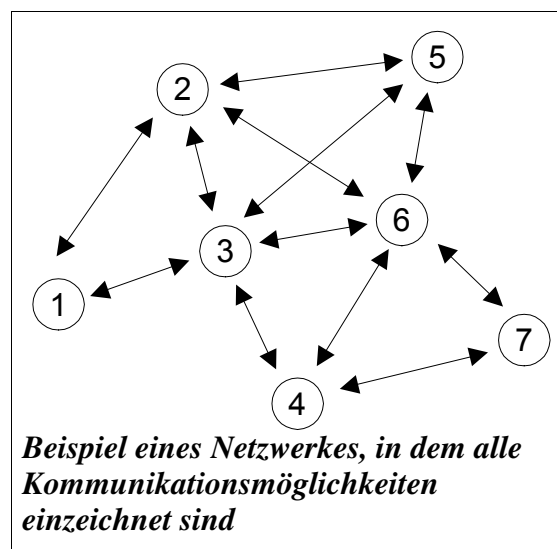 5
2
6
3
1
7
4
Beispiel eines Netzwerkes, in dem alle
Kommunikationsmöglichkeiten
einzeichnet sind